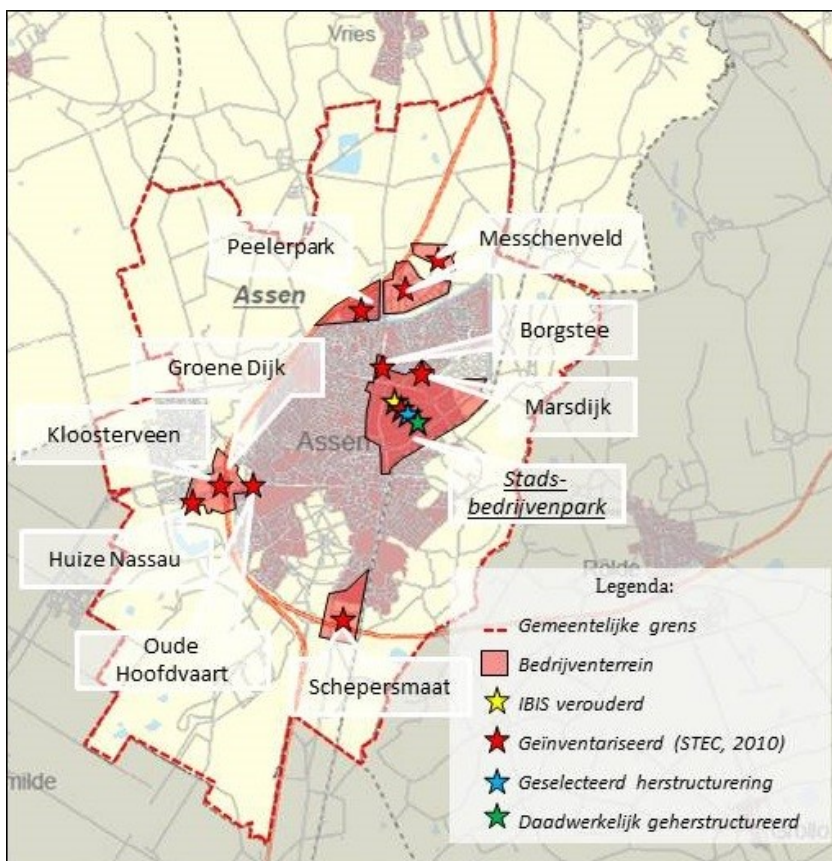 Vries
Peelerpark
Messchenveld
Assen
Borgstee
Groene Dijk
Marsdijk
Kloosterveen
Assen
Stads-
bedrijvenpark
Huize Nassau
Rolde
Oude
Hoofdvaart
Schepersmaat
Legenda:
Gemeentelijke grens
Bedrijventerrein
IBIS verouderd
Geïnventariseerd (STEC, 2010)
Geselecteerd herstructurering
Daadwerkelijk geherstructureerd
milde